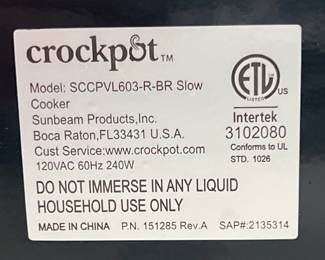 crockpot™
Model: SCCPVL603-R-BR Slow
Cooker
Sunbeam Products,Inc.
Boca Raton,FL33431 U.S.A.
Cust Service:www.crockpot.com
120VAC 60Hz 240W
ETL
LISTED
US
Intertek
3102080
Conforms to UL
STD. 1026
DO NOT IMMERSE IN ANY LIQUID
HOUSEHOLD USE ONLY
MADE IN CHINA P.N. 151285 Rev.A SAP#:2135314